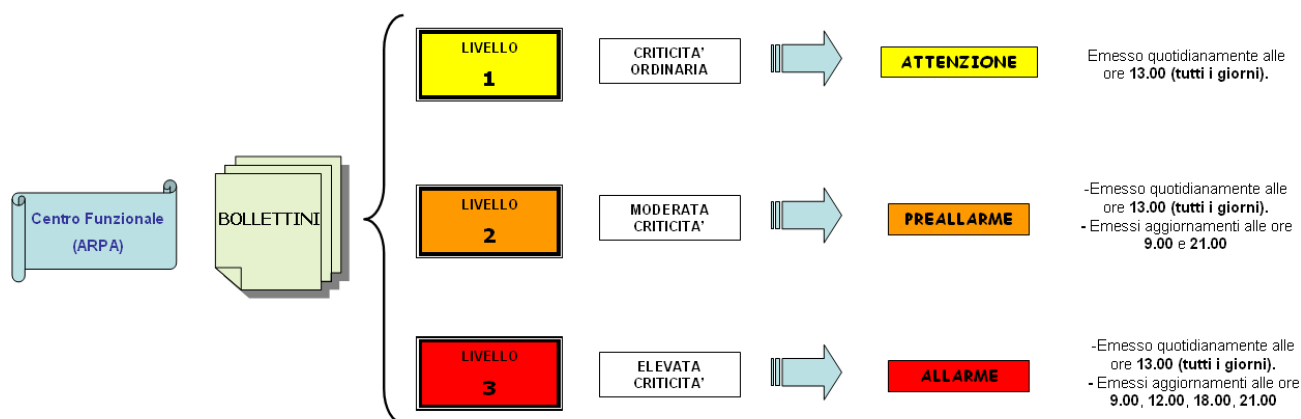 Centro Funzionale
(ARPA)
BOLLETTINI
LIVELLO
1
CRITICITA'
ORDINARIA
ATTENZIONE
Emesso quotidianamente alle
ore 13.00 (tutti i giorni).
LIVELLO
2
MODERATA
CRITICITA'
PREALLARME
-Emesso quotidianamente alle
ore 13.00 (tutti i giorni).
- Emessi aggiornamenti alle ore
9.00 e 21.00
LIVELLO
3
ELEVATA
CRITICITA'
ALLARME
-Emesso quotidianamente alle
ore 13.00 (tutti i giorni).
- Emessi aggiornamenti alle ore
9.00, 12.00, 18.00, 21.00